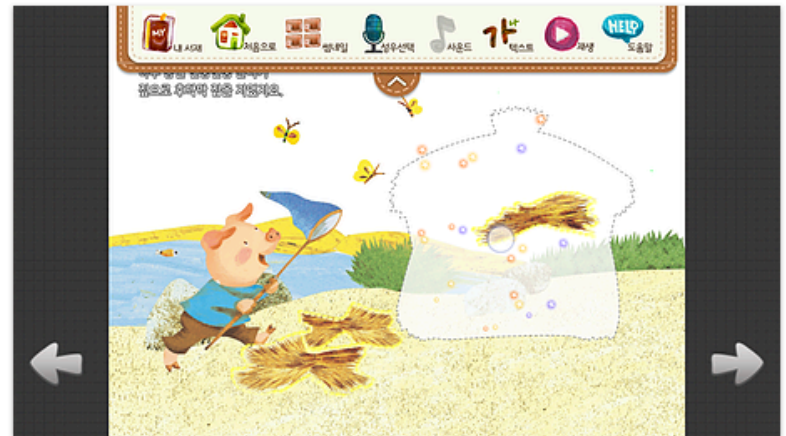 MY
내 서재
처음으로
썸네일
성우선택
사운드
가
나
텍스트
재생
HELP
도움말
짚으로 후다닥 집을 지었지요.